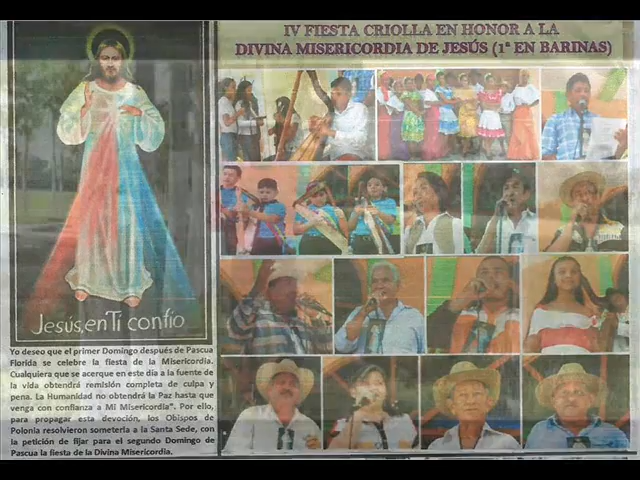 IV FIESTA CRIOLLA EN HONOR A LA
DIVINA MISERICORDIA DE JESÚS (1ª EN BARINAS)
Jesús, en Ti confío
Yo deseo que el primer Domingo después de Pascua
Florida se celebre la fiesta de la Misericordia.
Cualquiera que se acerque en este día a la fuente de
la vida obtendrá remisión completa de culpa y
pena. La Humanidad no obtendrá la Paz hasta que
venga con confianza a Mi Misericordia". Por ello,
para propagar esta devoción, los Obispos de
Polonia resolvieron someterla a la Santa Sede, con
la petición de fijar para el segundo Domingo de
Pascua la fiesta de la Divina Misericordia.